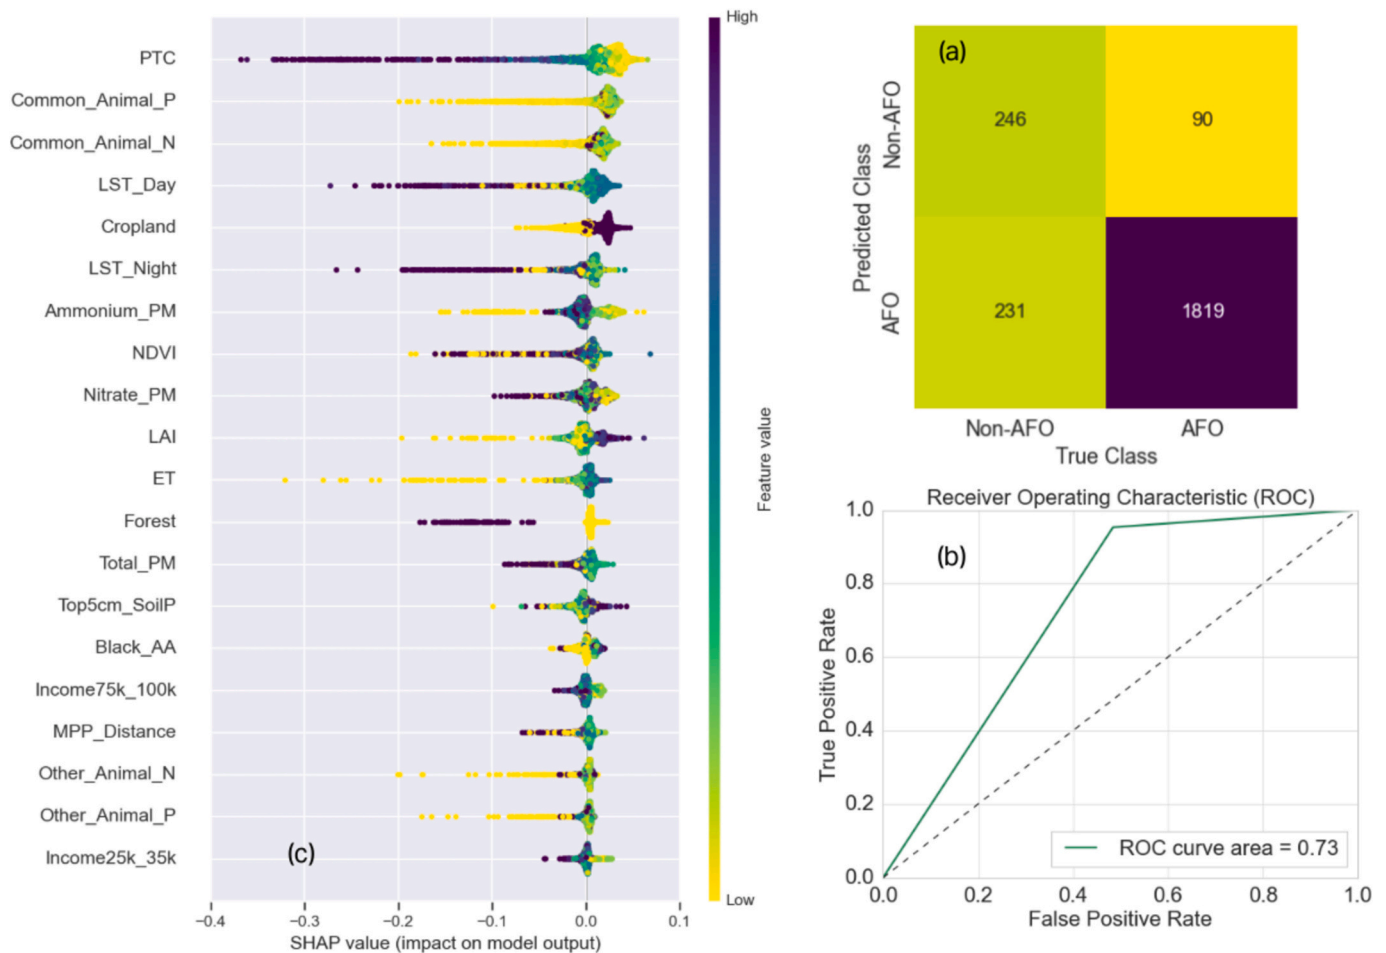 PTC
Common_Animal_P
Common_Animal_N
LST_Day
Cropland
LST_Night
Ammonium_PM
NDVI
Nitrate_PM
LAI
ET
Forest
Total_PM
Top5cm_SoilP
Black_AA
Income75k_100k
MPP_Distance
Other_Animal_N
Other_Animal_P
Income25k_35k
(c)
−0.4 −0.3 −0.2 −0.1 0.0 0.1
SHAP value (impact on model output)
High
Feature value
Low
(a)
246 90
231 1819
Predicted Class
Non-AFO
AFO
Non-AFO AFO
True Class
Receiver Operating Characteristic (ROC)
(b)
True Positive Rate
1.0
0.8
0.6
0.4
0.2
0.0
ROC curve area = 0.73
0.0 0.2 0.4 0.6 0.8 1.0
False Positive Rate